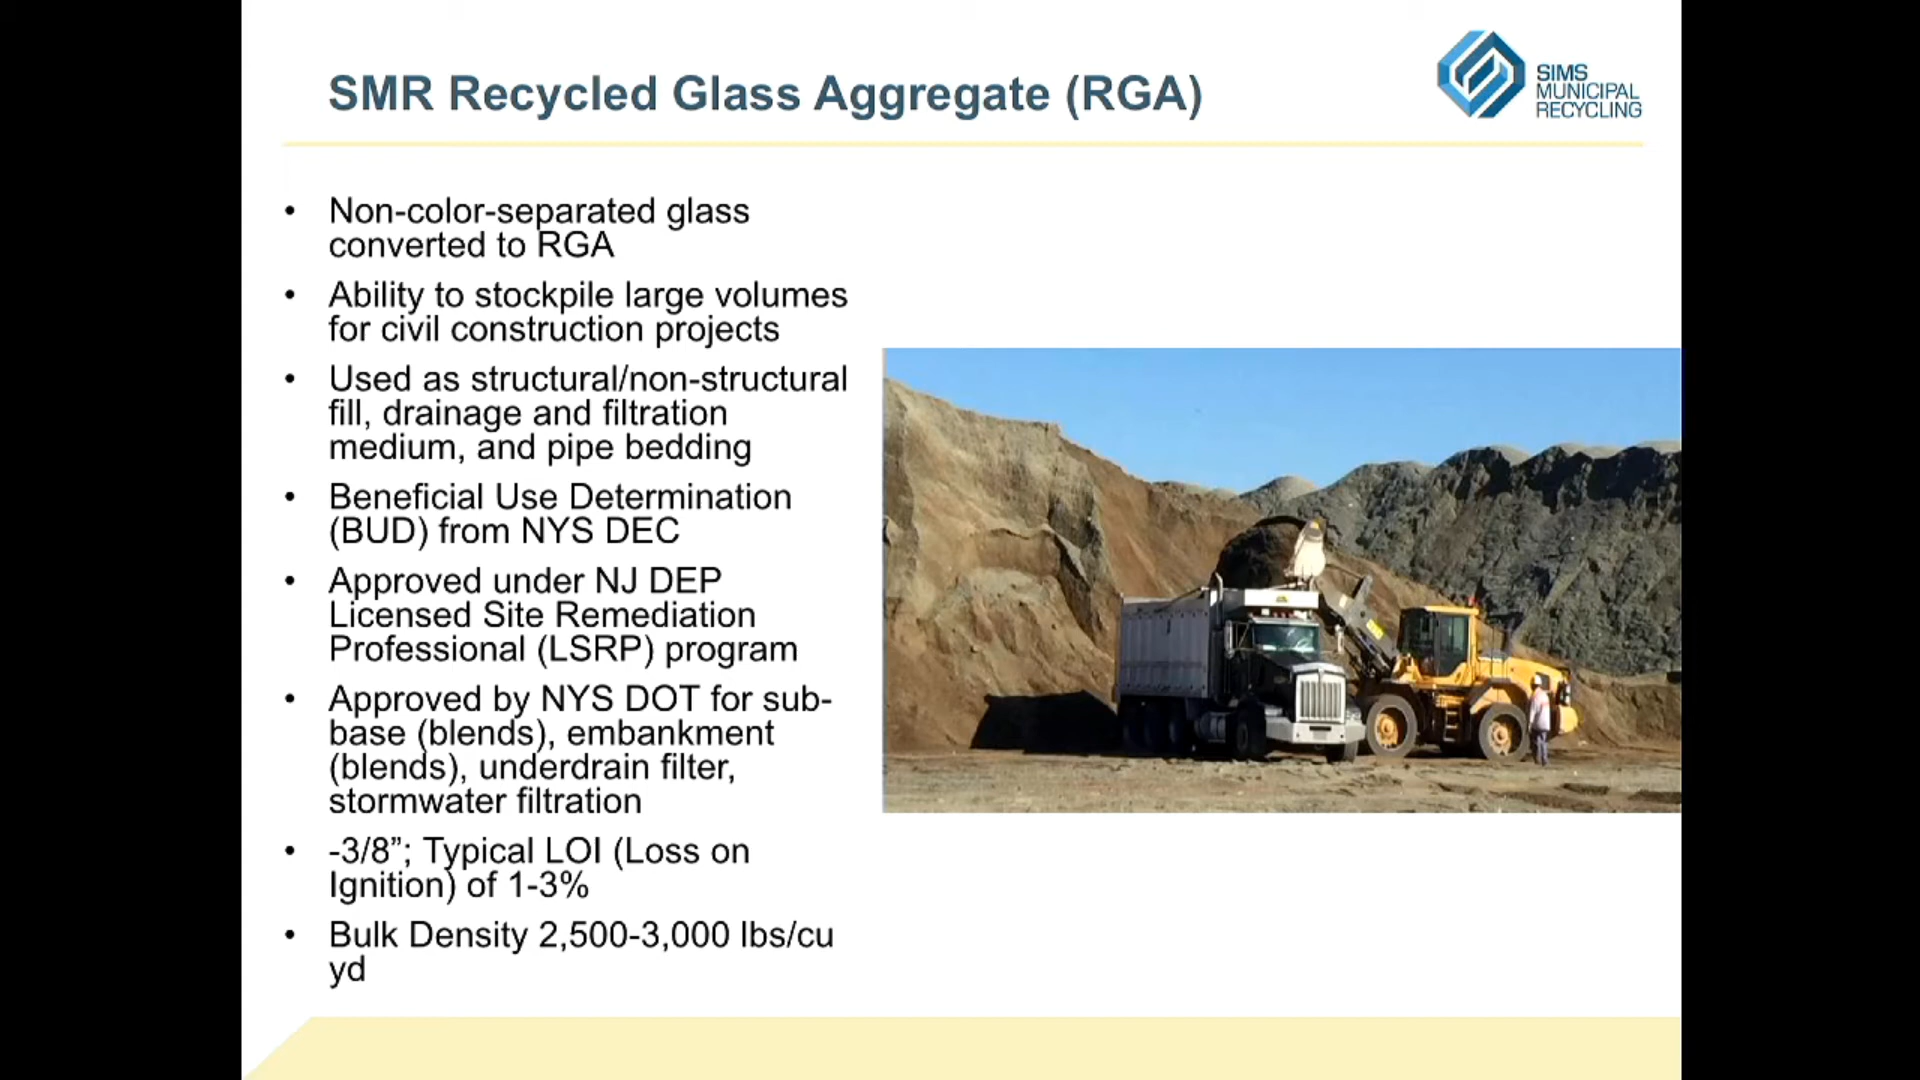 SMR Recycled Glass Aggregate (RGA)
SIMS
MUNICIPAL
RECYCLING
• Non-color-separated glass
converted to RGA
• Ability to stockpile large volumes
for civil construction projects
• Used as structural/non-structural
fill, drainage and filtration
medium, and pipe bedding
• Beneficial Use Determination
(BUD) from NYS DEC
• Approved under NJ DEP
Licensed Site Remediation
Professional (LSRP) program
• Approved by NYS DOT for sub-
base (blends), embankment
(blends), underdrain filter,
stormwater filtration
• -3/8”; Typical LOI (Loss on
Ignition) of 1-3%
• Bulk Density 2,500-3,000 lbs/cu
yd